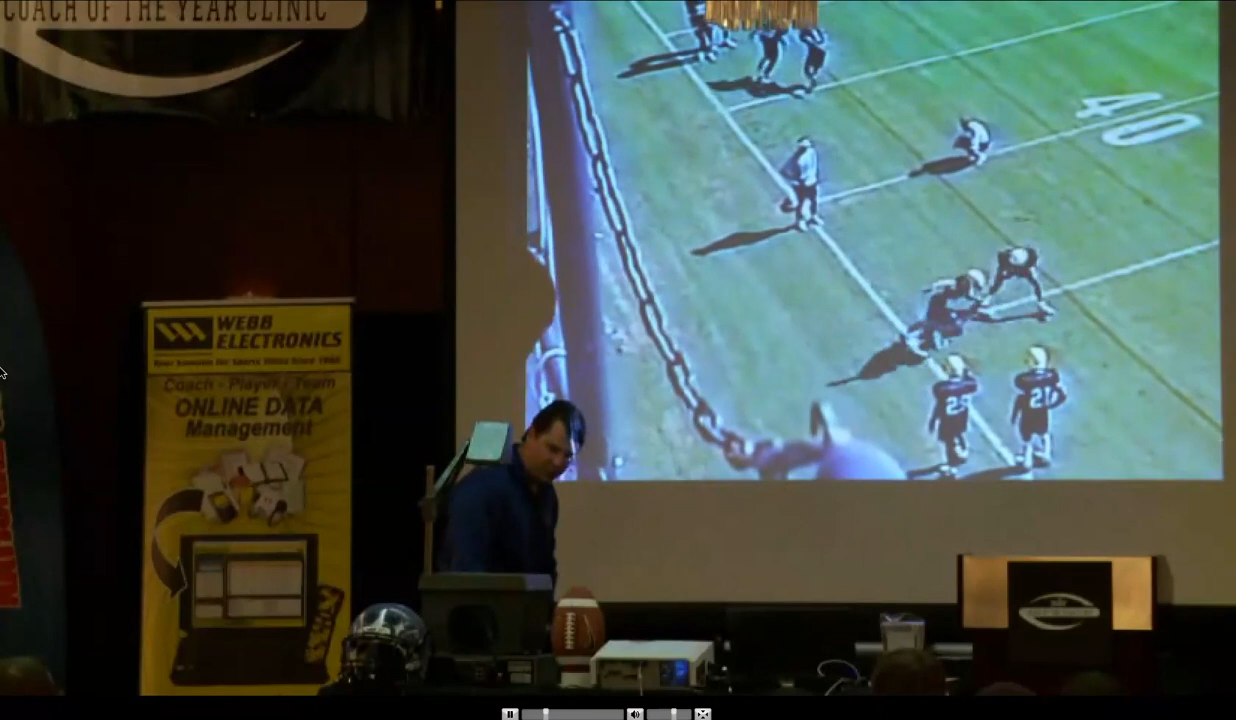 COACH OF THE YEAR CLINIC
40
WEBB
ELECTRONICS
Coach - Player - Team
ONLINE DATA
Management
25
21